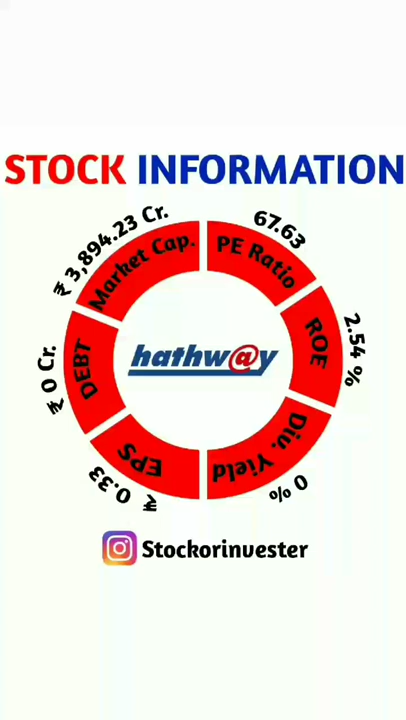 STOCK INFORMATION
₹ 3,894.23 Cr.
Market Cap.
67.63
PE Ratio
2.54 %
ROE
0 %
Div. Yield
₹ 0.33
EPS
₹ 0 Cr.
DEBT
hathw@y
Stockorinvester